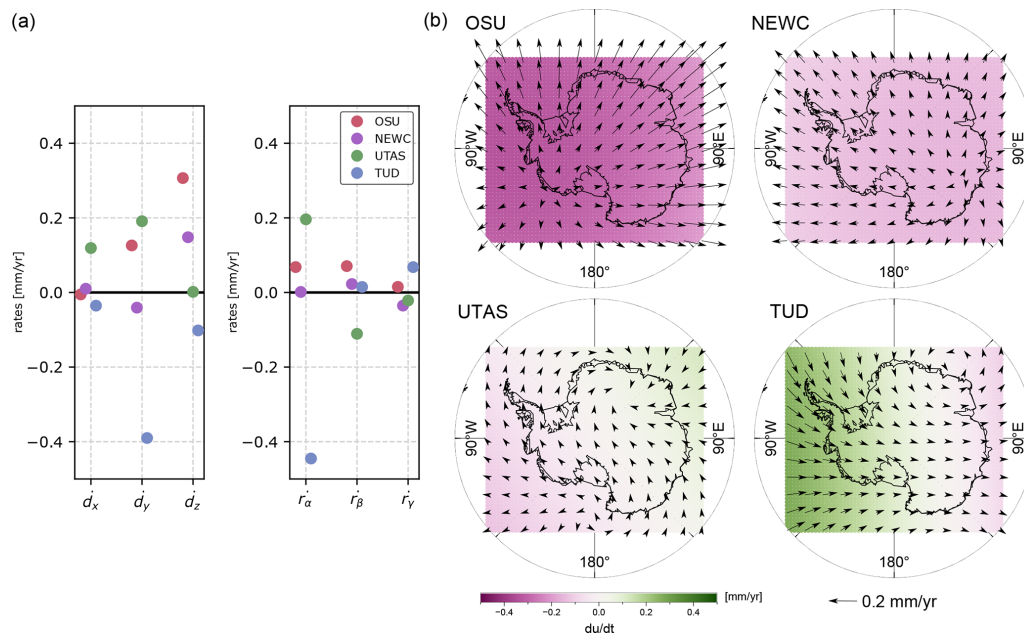 (a)
rates [mm/yr]
0.4
0.2
0.0
−0.2
−0.4
ḋx
ḋy
ḋz
rates [mm/yr]
0.4
0.2
0.0
−0.2
−0.4
ṙα
ṙβ
ṙγ
OSU
NEWC
UTAS
TUD
(b)
OSU
90°W
180°
NEWC
90°W
90°E
180°
UTAS
90°W
90°E
180°
TUD
90°W
90°E
180°
90°E
−0.4
−0.2
0.0
0.2
0.4
[mm/yr]
du/dt
0.2 mm/yr